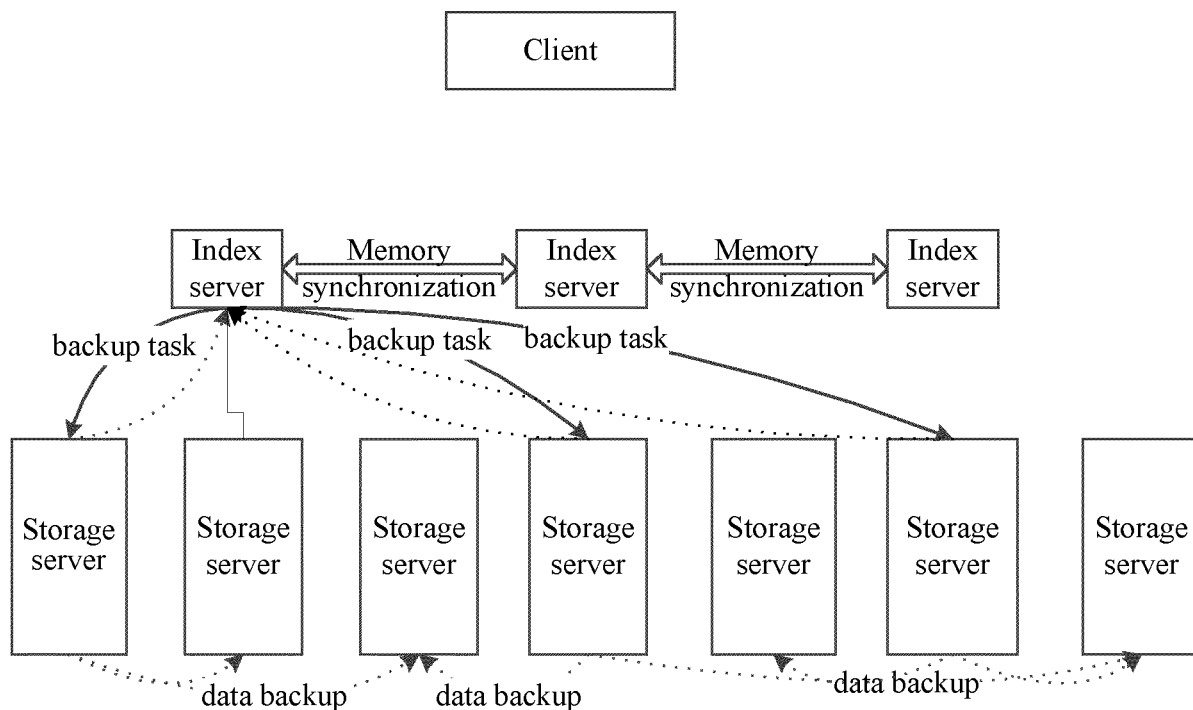 Client
Index
server
Memory
synchronization
Index
server
Memory
synchronization
Index
server
backup task
backup task
backup task
Storage
server
Storage
server
Storage
server
Storage
server
Storage
server
Storage
server
Storage
server
data backup
data backup
data backup